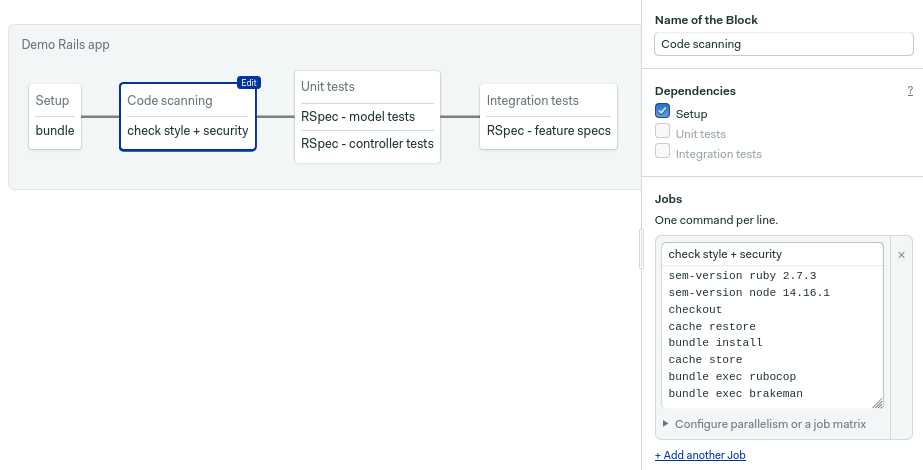 Demo Rails app
Setup
bundle
Edit
Code scanning
check style + security
Unit tests
RSpec - model tests
RSpec - controller tests
Integration tests
RSpec - feature specs
Name of the Block
Code scanning
Dependencies
?
Setup
Unit tests
Integration tests
Jobs
One command per line.
check style + security
×
sem-version ruby 2.7.3
sem-version node 14.16.1
checkout
cache restore
bundle install
cache store
bundle exec rubocop
bundle exec brakeman
Configure parallelism or a job matrix
+ Add another Job